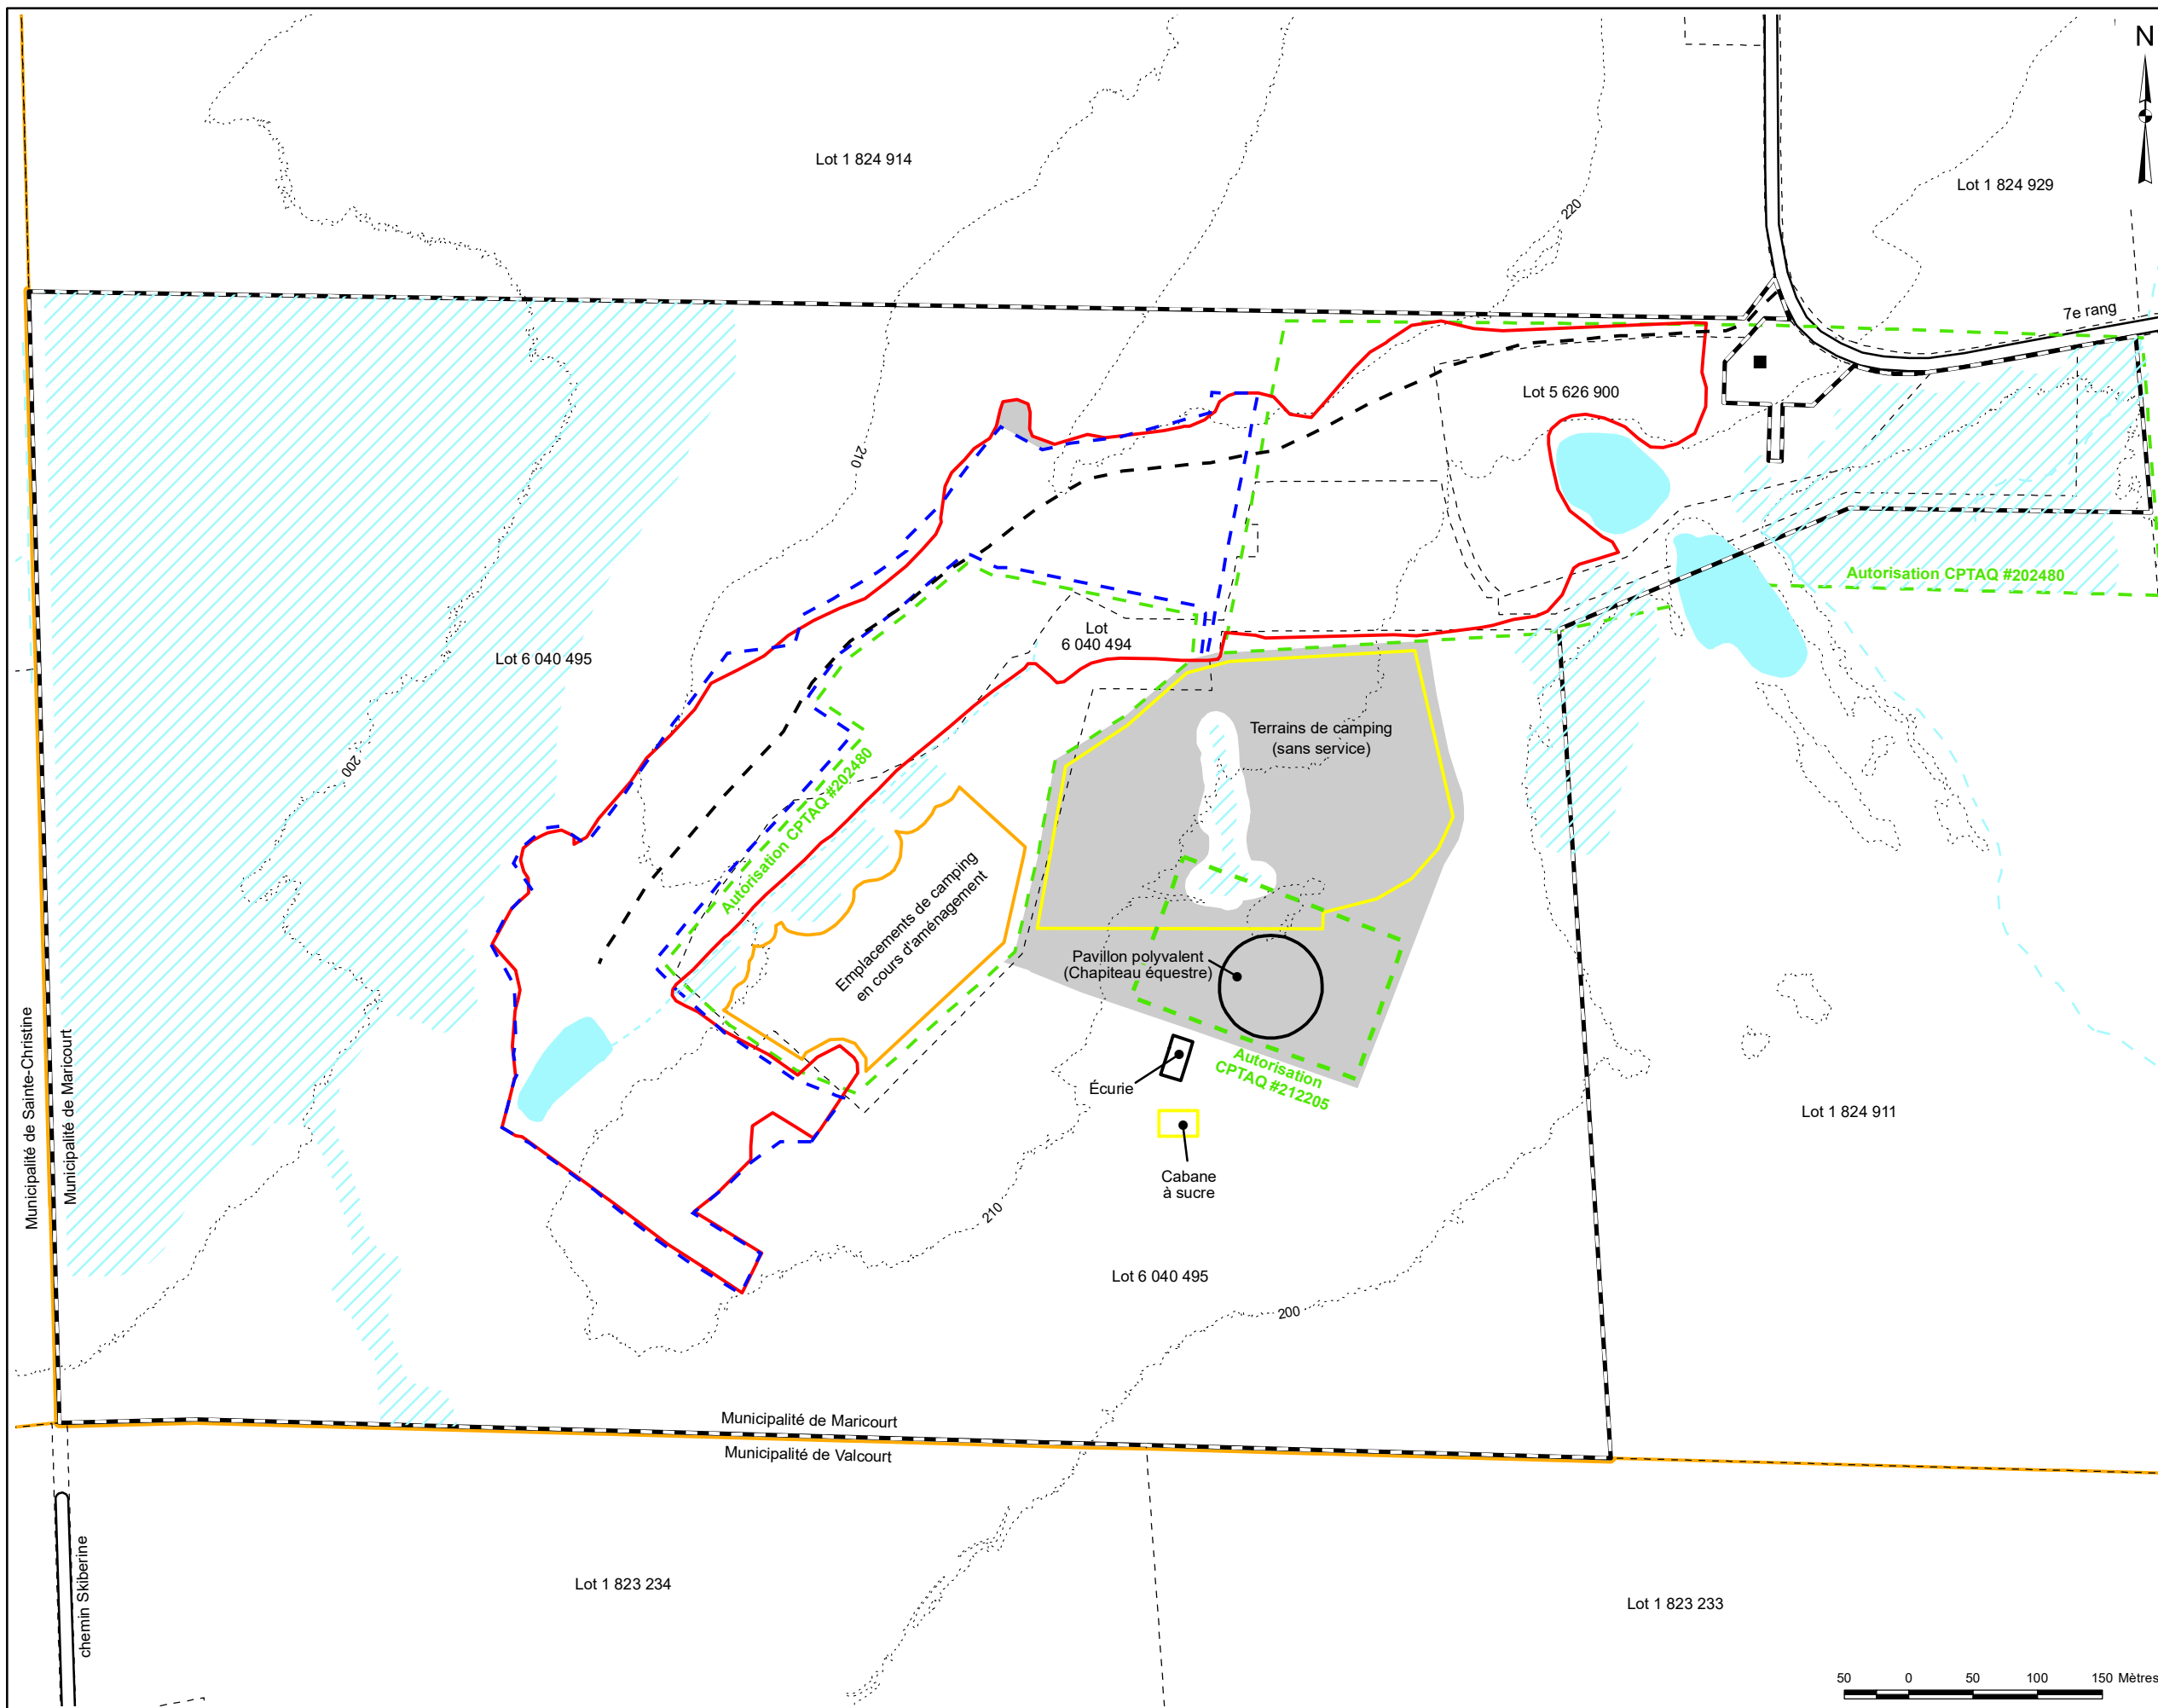 N
Lot 1 824 914
Lot 1 824 929
220
7e rang
Lot 5 626 900
210
Autorisation CPTAQ #202480
Lot
6 040 494
Lot 6 040 495
Terrains de camping
(sans service)
200
Autorisation CPTAQ #202480
Emplacements de camping
en cours d'aménagement
Pavillon polyvalent
(Chapiteau équestre)
Autorisation
CPTAQ #212205
Écurie
Lot 1 824 911
Municipalité de Sainte-Christine
Municipalité de Maricourt
Cabane
à sucre
210
Lot 6 040 495
200
Municipalité de Maricourt
Municipalité de Valcourt
chemin Skiberine
Lot 1 823 234
Lot 1 823 233
50 0 50 100 150 Mètres